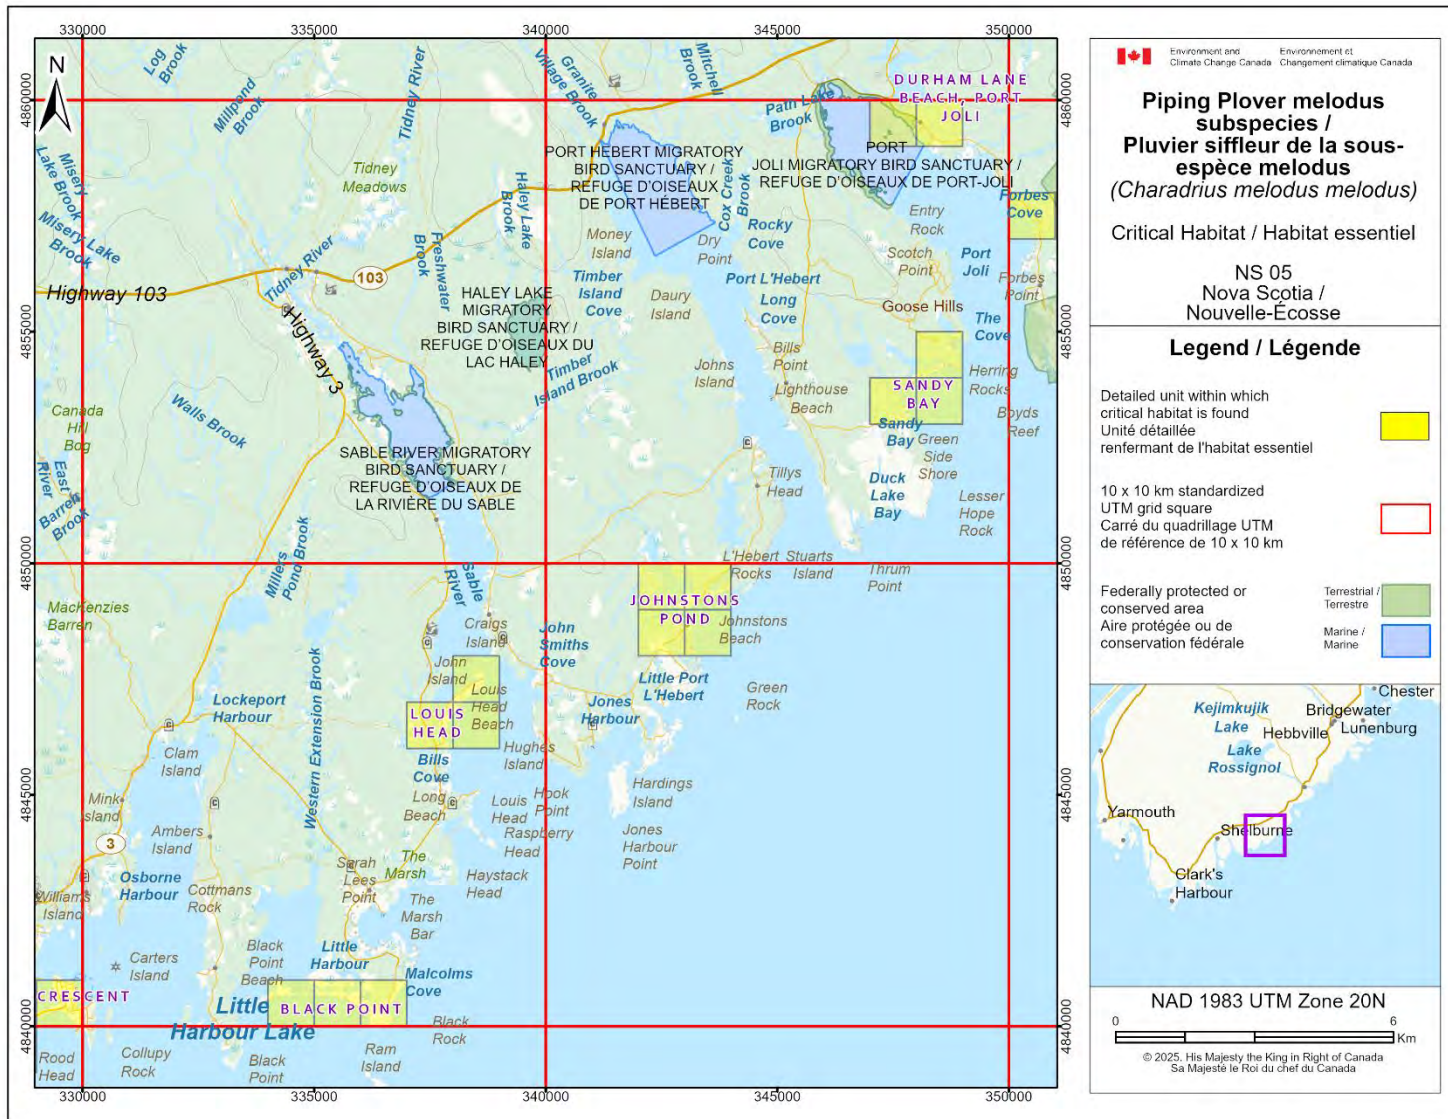 330000
335000
340000
345000
350000
N
4860000
4855000
4850000
4845000
4840000
4860000
4855000
4850000
4845000
4840000
Log
Brook
Millpend
Brook
Tidney River
Granite
Village Brook
Mitchell
Brook
Path Lake
Brook
DURHAM LANE
BEACH, PORT
JOLI
Misery
Lake Brook
Misery Lake
Brook
Tidney
Meadows
Haley Lake
Brook
PORT HEBERT MIGRATORY
BIRD SANCTUARY /
REFUGE D'OISEAUX
DE PORT HÉBERT
Cox Creek
Brook
PORT
JOLI MIGRATORY BIRD SANCTUARY /
REFUGE D'OISEAUX DE PORT-JOLI
Forbes
Cove
Entry
Rock
Rocky
Cove
Money
Island
Dry
Point
Tidney River
Freshwater
Brook
Scotch
Point
Port
Joli
103
Highway 103
Timber
Island
Cove
Port L'Hebert
Forbes
Point
Daury
Island
Long
Cove
Goose Hills
The
Cove
HALEY LAKE
MIGRATORY
BIRD SANCTUARY /
REFUGE D'OISEAUX DU
LAC HALEY
Highway 3
Timber
Island Brook
Bills
Point
Johns
Island
Herring
Rocks
SANDY
BAY
Lighthouse
Beach
Walls Brook
Canada
Hill
Bog
Boyds
Reef
Sandy
Bay
Green
Side
Shore
SABLE RIVER MIGRATORY
BIRD SANCTUARY /
REFUGE D'OISEAUX DE
LA RIVIÈRE DU SABLE
East
River
Barren
Brook
Tillys
Head
Duck
Lake
Bay
Lesser
Hope
Rock
Millers
Pond Brook
Sable
River
L'Hebert
Rocks
Stuarts
Island
Thrum
Point
MacKenzies
Barren
JOHNSTONS
POND
Johnstons
Beach
Craigs
Island
John
Smiths
Cove
John
Island
Little Port
L'Hebert
Green
Rock
Lockeport
Harbour
Western Extension Brook
Louis
Head
Beach
LOUIS
HEAD
Jones
Harbour
Clam
Island
Bills
Cove
Hughes
Island
Hardings
Island
Mink
Island
Long
Beach
Louis
Head
Hook
Point
Raspberry
Head
Jones
Harbour
Point
3
Ambers
Island
Sarah
Lees
Point
The
Marsh
Haystack
Head
Osborne
Harbour
Cottmans
Rock
Williams
Island
The
Marsh
Bar
Carters
Island
Black
Point
Beach
Little
Harbour
Malcolms
Cove
CRESCENT
BLACK POINT
Little
Harbour Lake
Black
Rock
Rood
Head
Collupy
Rock
Black
Point
Ram
Island
330000
335000
340000
345000
350000
Environment and
Climate Change Canada
Environnement et
Changement climatique Canada
Piping Plover melodus
subspecies /
Pluvier siffleur de la sous-
espèce melodus
(Charadrius melodus melodus)
Critical Habitat / Habitat essentiel
NS 05
Nova Scotia /
Nouvelle-Écosse
Legend / Légende
Detailed unit within which
critical habitat is found
Unité détaillée
renfermant de l'habitat essentiel
10 x 10 km standardized
UTM grid square
Carré du quadrillage UTM
de référence de 10 x 10 km
Federally protected or
conserved area
Aire protégée ou de
conservation fédérale
Terrestrial /
Terrestre
Marine /
Marine
Chester
Kejimkujik
Lake
Bridgewater
Hebbville
Lunenburg
Lake
Rossignol
Yarmouth
Shelburne
Clark's
Harbour
NAD 1983 UTM Zone 20N
0
6
Km
© 2025. His Majesty the King in Right of Canada
Sa Majesté le Roi du chef du Canada